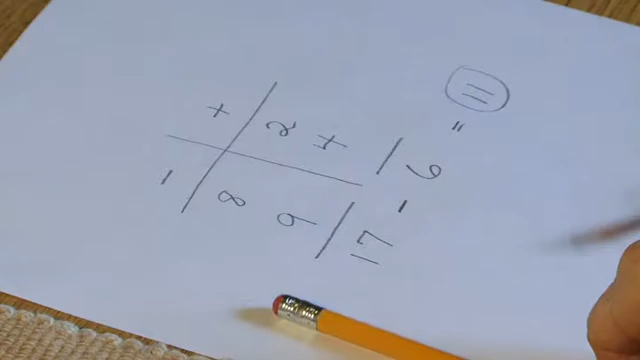 - +
8 2
9 4
17 - 6 = 11